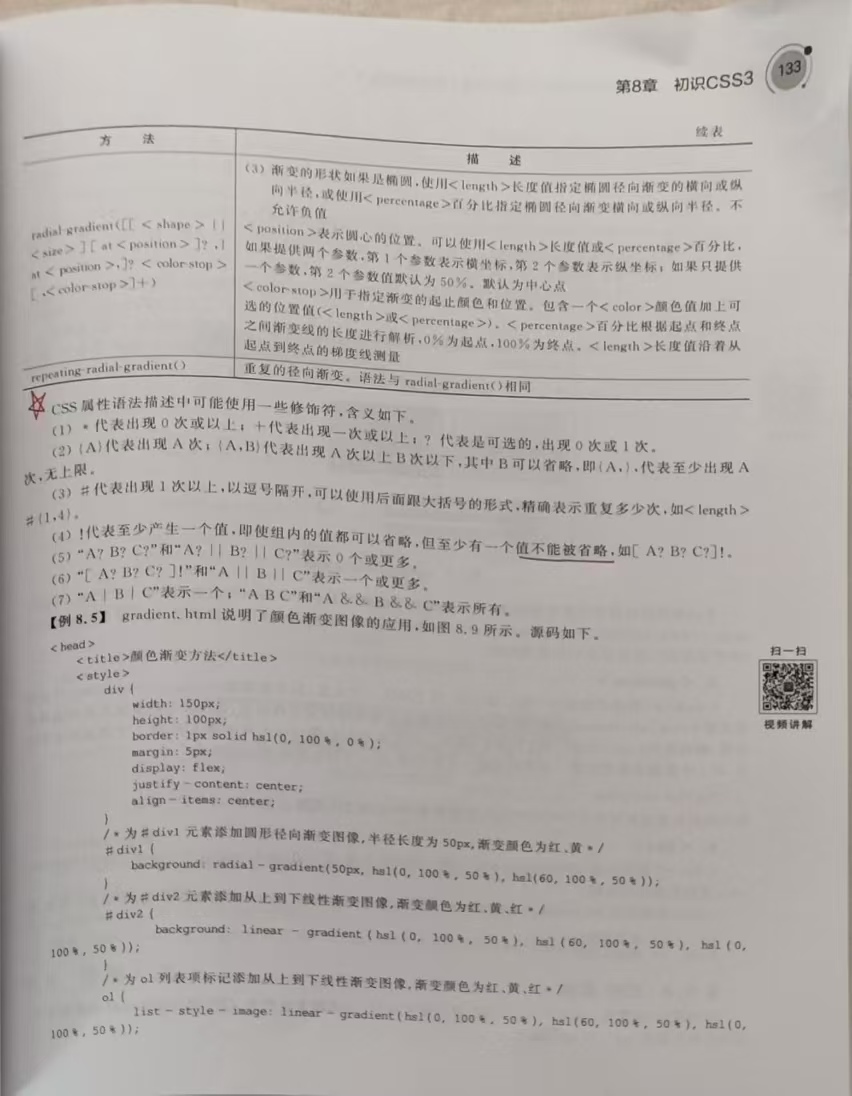 第8章 初识CSS3 133
续表
方 法
描 述
radial-gradient([[ < shape > ||
< size > ] [ at < position > ]? , |
at < position >,]? < color-stop >
[ ,< color-stop >]+)
(3) 渐变的形状如果是椭圆,使用< length >长度值指定椭圆径向渐变的横向或纵
向半径,或使用< percentage >百分比指定椭圆径向渐变横向或纵向半径。不
允许负值
< position >表示圆心的位置。可以使用< length >长度值或< percentage >百分比,
如果提供两个参数,第1个参数表示横坐标,第2个参数表示纵坐标; 如果只提供
一个参数,第2个参数值默认为50%。默认为中心点
< color-stop >用于指定渐变的起止颜色和位置。包含一个< color >颜色值加上可
选的位置值(< length >或< percentage >)。< percentage >百分比根据起点和终点
之间渐变线的长度进行解析,0%为起点,100%为终点。< length >长度值沿着从
起点到终点的梯度线测量
repeating-radial-gradient()
重复的径向渐变。语法与 radial-gradient()相同
CSS 属性语法描述中可能使用一些修饰符,含义如下。
(1) * 代表出现 0 次或以上; +代表出现一次或以上; ? 代表是可选的,出现 0 次或 1 次。
(2) {A}代表出现 A 次; {A,B}代表出现 A 次以上 B 次以下,其中 B 可以省略,即{A,},代表至少出现 A
次,无上限。
(3) #代表出现 1 次以上,以逗号隔开,可以使用后面跟大括号的形式,精确表示重复多少次,如< length >
#{1,4}。
(4) !代表至少产生一个值,即使组内的值都可以省略,但至少有一个值不能被省略,如[ A? B? C?]!。
(5) “A? B? C?”和“A? || B? || C?”表示 0 个或更多。
(6) “[ A? B? C? ]!”和“A || B || C”表示一个或更多。
(7) “A | B | C”表示一个; “A B C”和“A && B && C”表示所有。
【例 8.5】 gradient.html 说明了颜色渐变图像的应用,如图 8.9 所示。源码如下。
< head >
< title >颜色渐变方法</title >
< style >
div {
width: 150px;
height: 100px;
border: 1px solid hsl(0, 100%, 0%);
margin: 5px;
display: flex;
justify-content: center;
align-items: center;
}
/* 为#div1 元素添加圆形径向渐变图像,半径长度为 50px,渐变颜色为红、黄 */
#div1 {
background: radial-gradient(50px, hsl(0, 100%, 50%), hsl(60, 100%, 50%));
}
/* 为#div2 元素添加从上到下线性渐变图像,渐变颜色为红、黄、红 */
#div2 {
background: linear-gradient(hsl(0, 100%, 50%), hsl(60, 100%, 50%), hsl(0,
100%, 50%));
}
/* 为 ol 列表项标记添加从上到下线性渐变图像,渐变颜色为红、黄、红 */
ol {
list-style-image: linear-gradient(hsl(0, 100%, 50%), hsl(60, 100%, 50%), hsl(0,
100%, 50%));
扫一扫
视频讲解